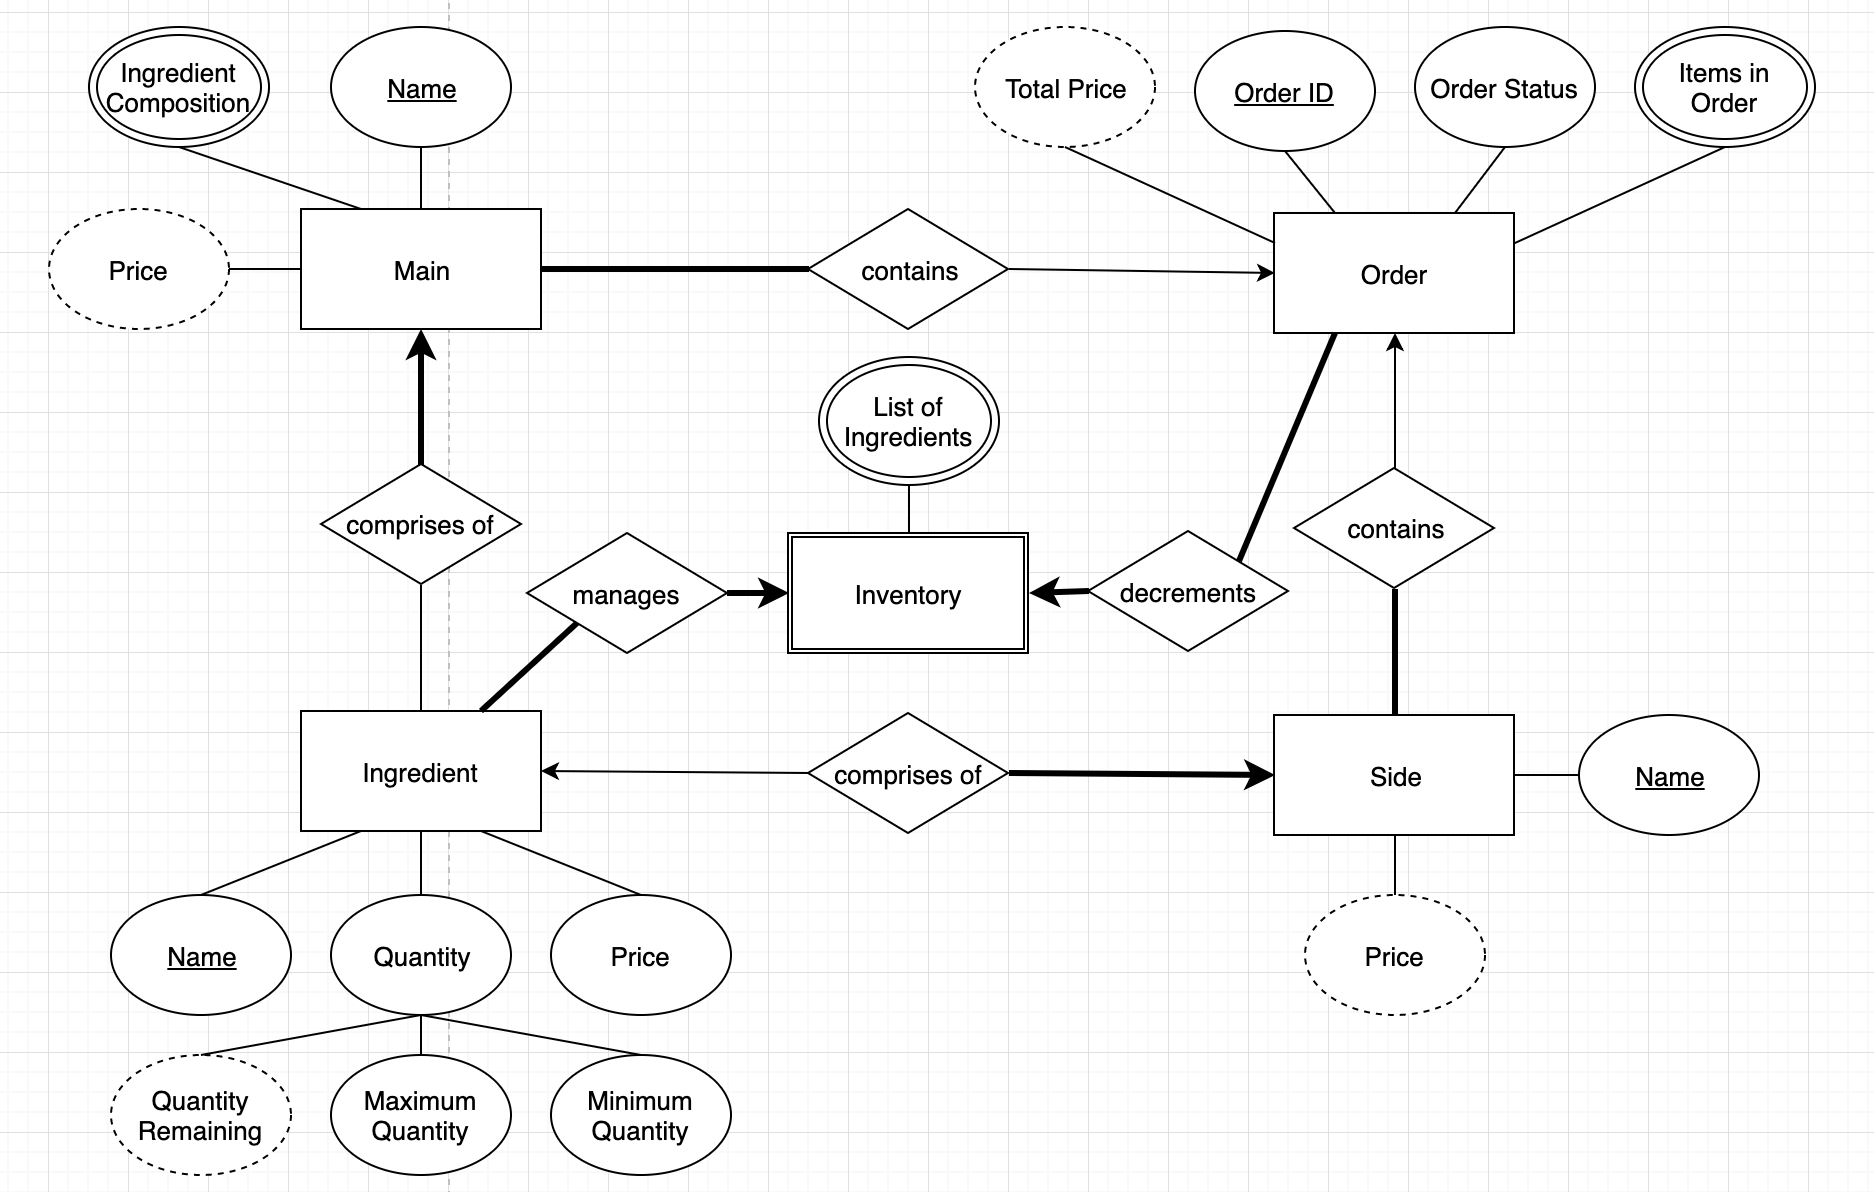 Ingredient
Composition
Name
Total Price
Order ID
Order Status
Items in
Order
Price
Main
contains
Order
List of
Ingredients
comprises of
manages
Inventory
decrements
contains
Ingredient
comprises of
Side
Name
Name
Quantity
Price
Price
Quantity
Remaining
Maximum
Quantity
Minimum
Quantity